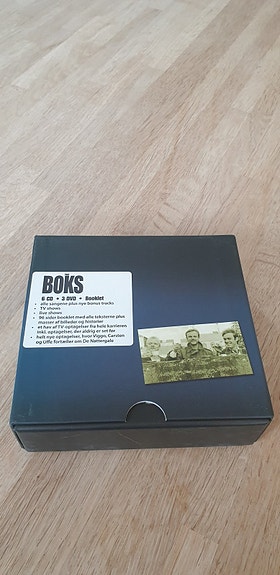 BOKS
6 CD • 3 DVD • Booklet
• alle sangene plus nye bonus tracks
• TV shows
• live shows
• 96 sider booklet med alle teksterne plus
masser af billeder og historier
• et hav af TV optagelser fra hele karrieren
inkl. optagelser, der aldrig er set før
• helt nye optagelser, hvor Viggo, Carsten
og Uffe fortæller om De Nattergale